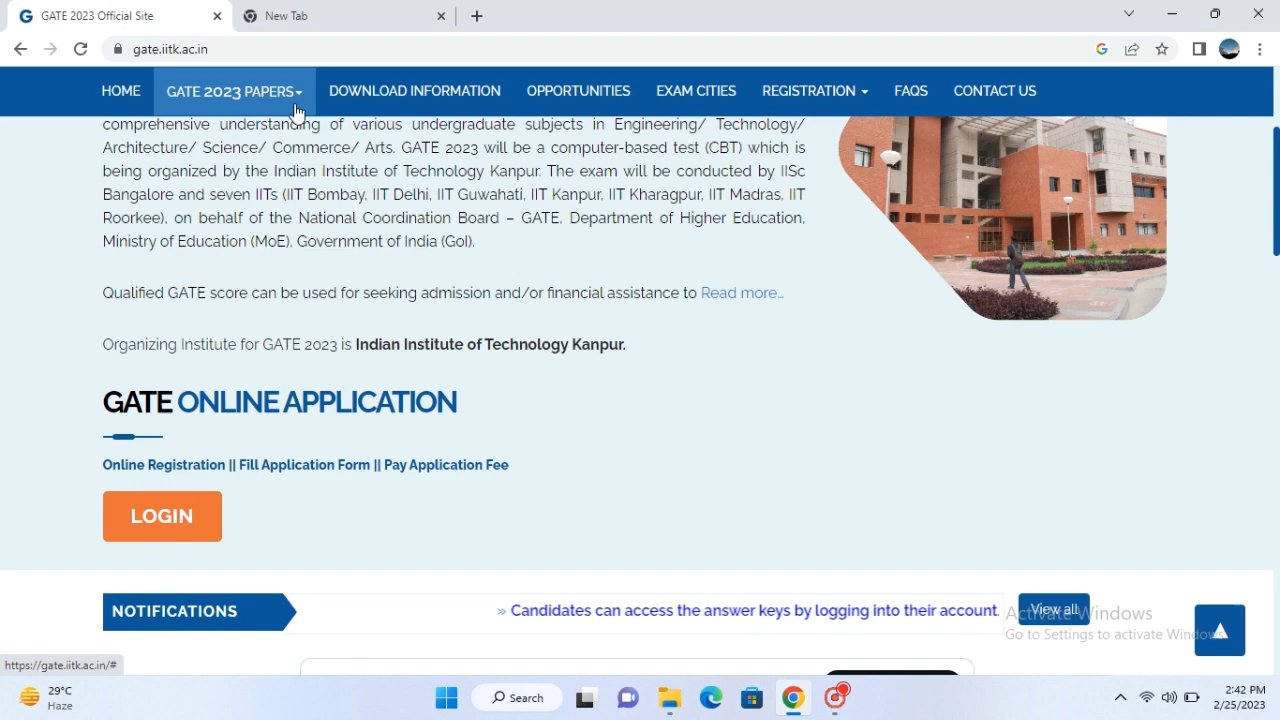 GATE 2023 Official Site
New Tab
gate.iitk.ac.in
HOME GATE 2023 PAPERS DOWNLOAD INFORMATION OPPORTUNITIES EXAM CITIES REGISTRATION FAQS CONTACT US
comprehensive understanding of various undergraduate subjects in Engineering/ Technology/
Architecture/ Science/ Commerce/ Arts. GATE 2023 will be a computer-based test (CBT) which is
being organized by the Indian Institute of Technology Kanpur. The exam will be conducted by IISc
Bangalore and seven IITs (IIT Bombay, IIT Delhi, IIT Guwahati, IIT Kanpur, IIT Kharagpur, IIT Madras, IIT
Roorkee), on behalf of the National Coordination Board – GATE, Department of Higher Education,
Ministry of Education (MoE), Government of India (GoI).
Qualified GATE score can be used for seeking admission and/or financial assistance to Read more...
Organizing Institute for GATE 2023 is Indian Institute of Technology Kanpur.
GATE ONLINE APPLICATION
Online Registration || Fill Application Form || Pay Application Fee
LOGIN
NOTIFICATIONS
» Candidates can access the answer keys by logging into their account.
View all
Activate Windows
Go to Settings to activate Windows.
https://gate.iitk.ac.in/#
29°C
Haze
Search
2:42 PM
2/25/2023